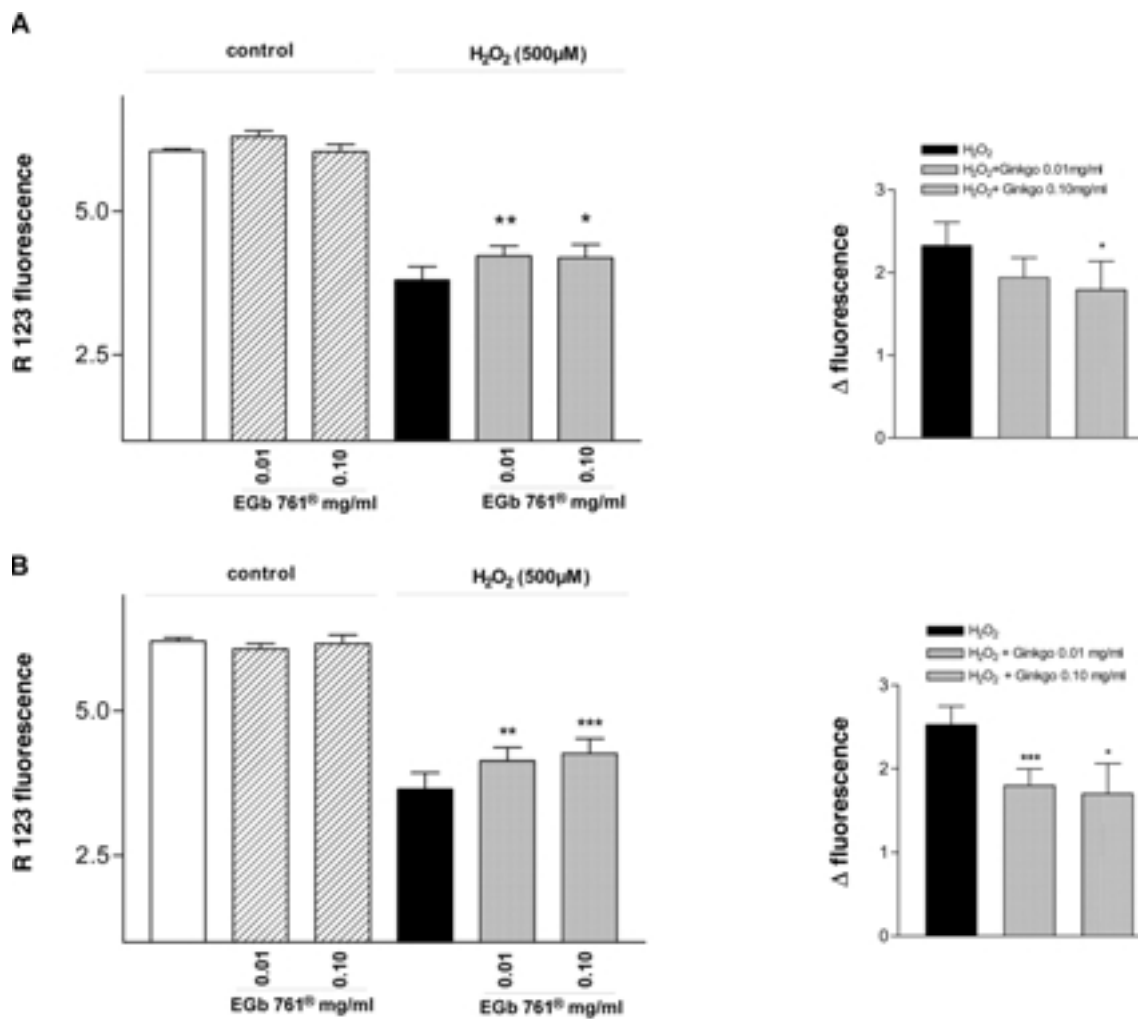 A
control
H₂O₂ (500µM)
R 123 fluorescence
5.0
2.5
**
*
0.01
0.10
0.01
0.10
EGb 761® mg/ml
EGb 761® mg/ml
H₂O₂
H₂O₂+Ginkgo 0.01mg/ml
H₂O₂+ Ginkgo 0.10mg/ml
Δ fluorescence
3
2
1
0
*
B
control
H₂O₂ (500µM)
R 123 fluorescence
5.0
2.5
**
***
0.01
0.10
0.01
0.10
EGb 761® mg/ml
EGb 761® mg/ml
H₂O₂
H₂O₂ + Ginkgo 0.01 mg/ml
H₂O₂ + Ginkgo 0.10 mg/ml
Δ fluorescence
3
2
1
0
***
*